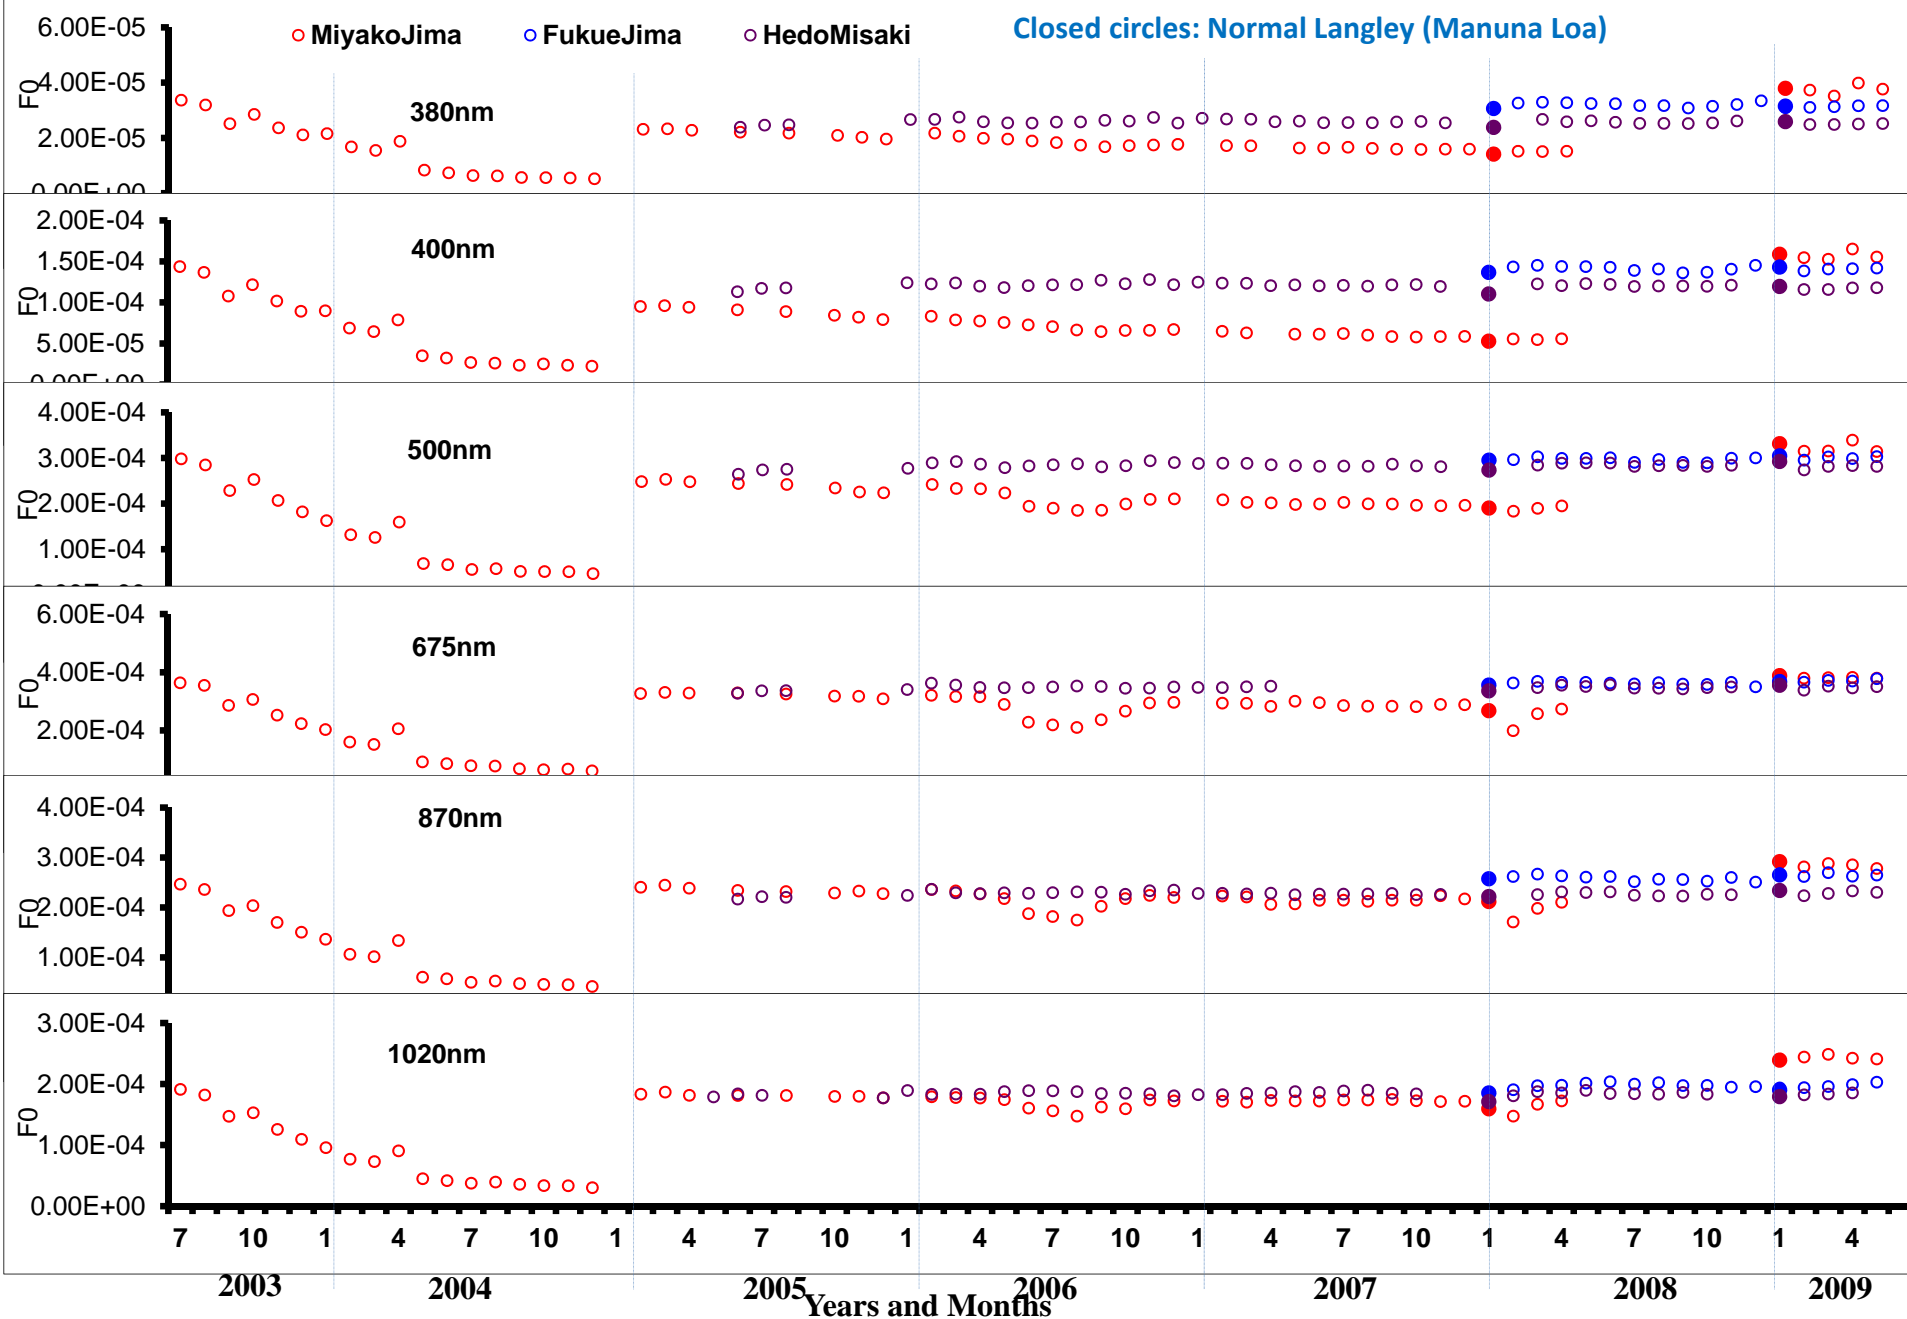 Closed circles: Normal Langley (Manuna Loa)
MiyakoJima FukueJima HedoMisaki
6.00E-05
4.00E-05
2.00E-05
0.00E+00
F0
380nm
2.00E-04
1.50E-04
1.00E-04
5.00E-05
0.00E+00
F0
400nm
4.00E-04
3.00E-04
2.00E-04
1.00E-04
F0
500nm
6.00E-04
4.00E-04
2.00E-04
F0
675nm
4.00E-04
3.00E-04
2.00E-04
1.00E-04
F0
870nm
3.00E-04
2.00E-04
1.00E-04
0.00E+00
F0
1020nm
7 10 1 4 7 10 1 4 7 10 1 4 7 10 1 4 7 10 1 4 7 10 1 4
2003 2004 2005 2006 2007 2008 2009
Years and Months